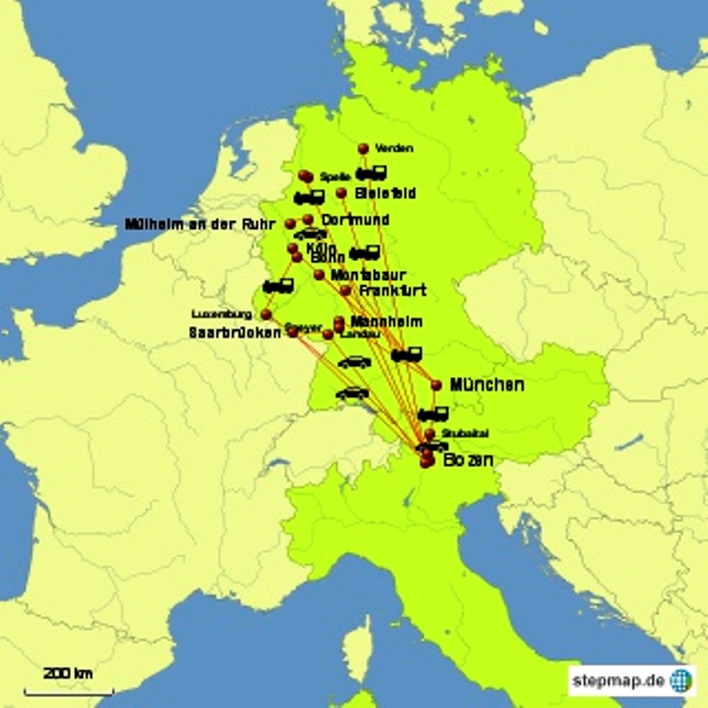 Verden
Spelle
Bielefeld
Mülheim an der Ruhr
Dortmund
Köln
Bonn
Montabaur
Frankfurt
Luxemburg
Mannheim
Saarbrücken
Speyer
Landau
München
Stubaital
Bozen
200 km
stepmap.de